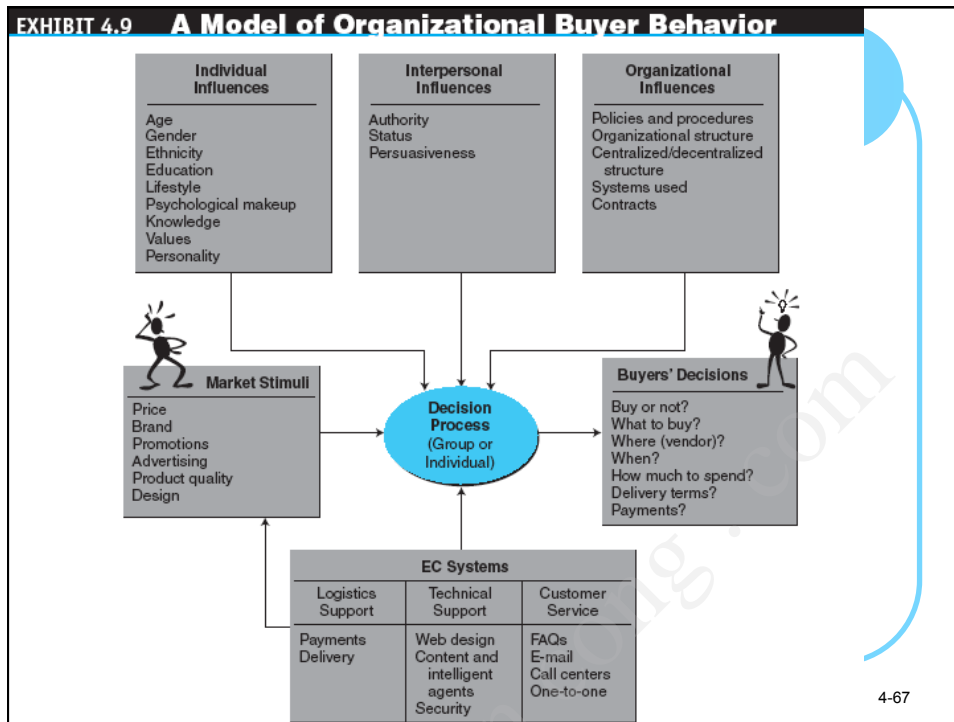 EXHIBIT 4.9 A Model of Organizational Buyer Behavior
Individual
Influences
Age
Gender
Ethnicity
Education
Lifestyle
Psychological makeup
Knowledge
Values
Personality
Interpersonal
Influences
Authority
Status
Persuasiveness
Organizational
Influences
Policies and procedures
Organizational structure
Centralized/decentralized
structure
Systems used
Contracts
Market Stimuli
Price
Brand
Promotions
Advertising
Product quality
Design
Decision
Process
(Group or
Individual)
Buyers' Decisions
Buy or not?
What to buy?
Where (vendor)?
When?
How much to spend?
Delivery terms?
Payments?
EC Systems
Logistics
Support
Payments
Delivery
Technical
Support
Web design
Content and
intelligent
agents
Security
Customer
Service
FAQs
E-mail
Call centers
One-to-one
4-67